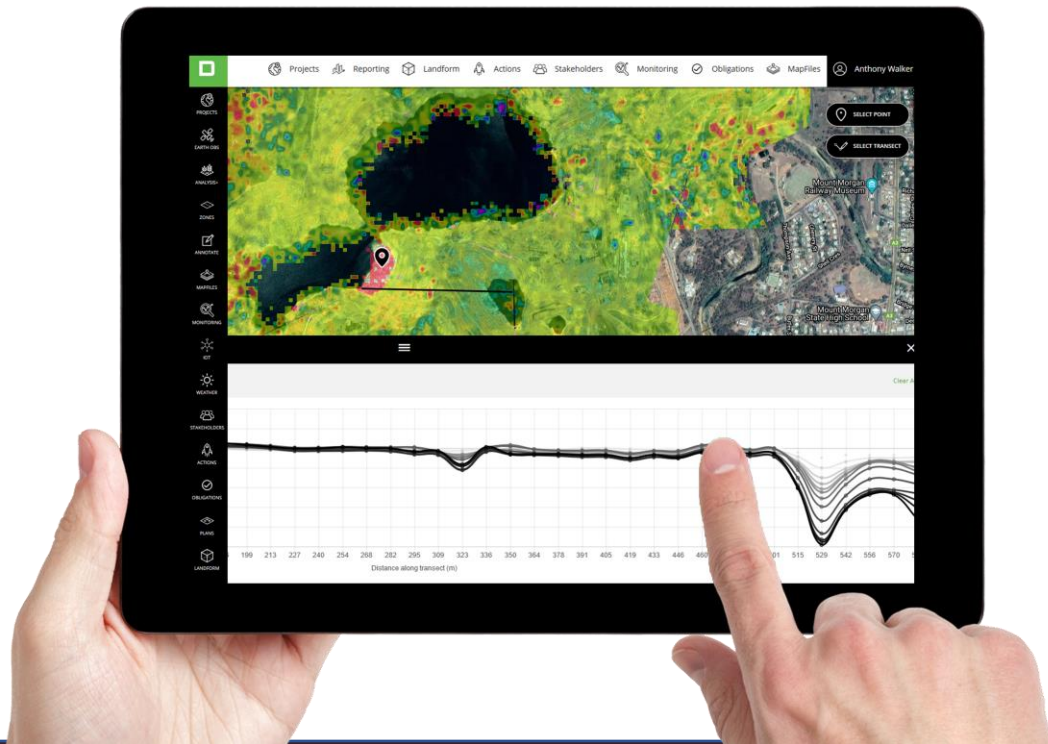 Projects Reporting Landform Actions Stakeholders Monitoring Obligations MapFiles Anthony Walker
PROJECTS
EARTH OBS
ANALYSIS+
ZONES
ANNOTATE
MAPFILES
MONITORING
IOT
WEATHER
STAKEHOLDERS
ACTIONS
OBLIGATIONS
PLANS
LANDFORM
SELECT POINT
SELECT TRANSECT
Mount Morgan
Railway Museum
Mount Morgan
State High School
Clear A
199 213 227 240 254 268 282 295 309 323 336 350 364 378 391 405 419 433 446 460 501 515 529 542 556 570
Distance along transect (m)